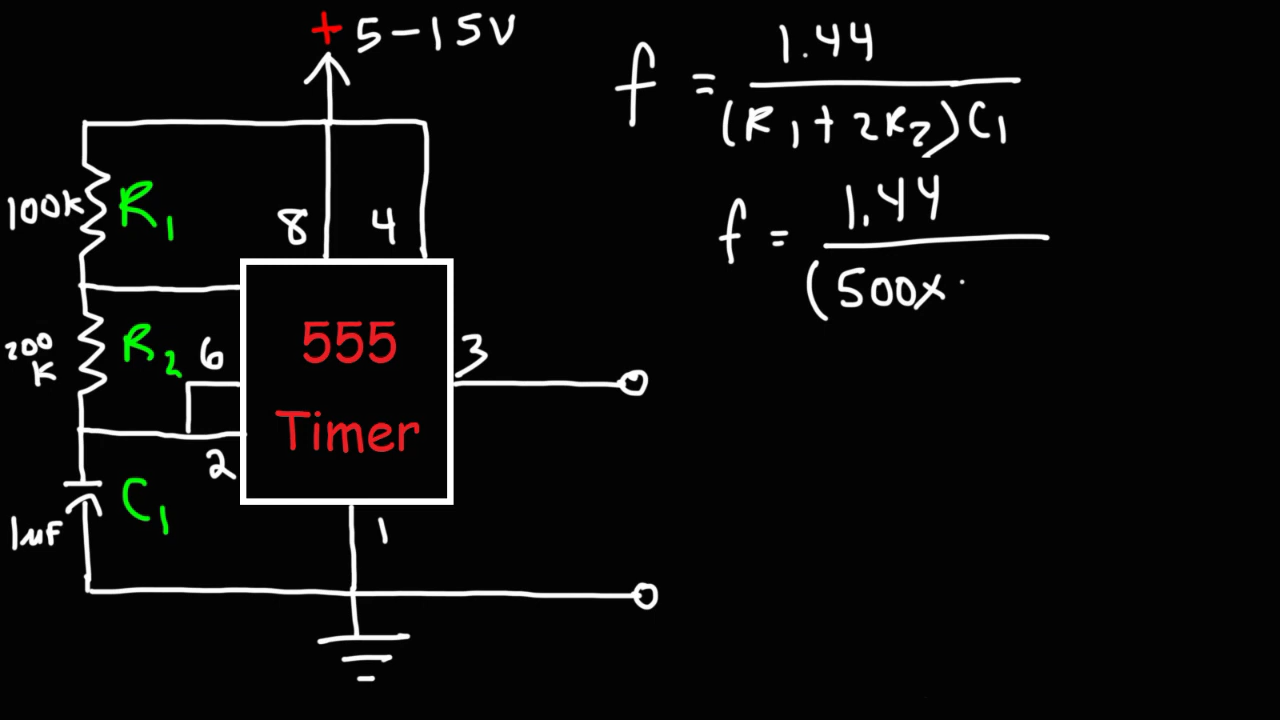 + 5-15V
f = 1.44
(R1 + 2R2)C1
f = 1.44
(500x
100k R1
8 4
200 K R2
6
3
555
Timer
2
C1
1uF
1